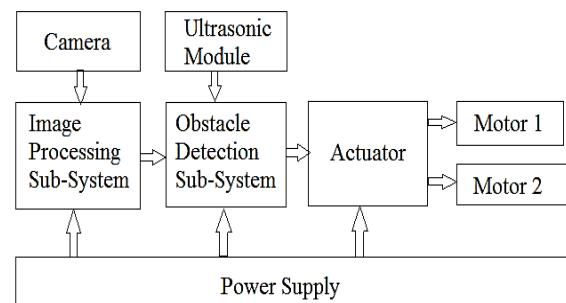 Camera
Ultrasonic
Module
Image
Processing
Sub-System
Obstacle
Detection
Sub-System
Actuator
Motor 1
Motor 2
Power Supply